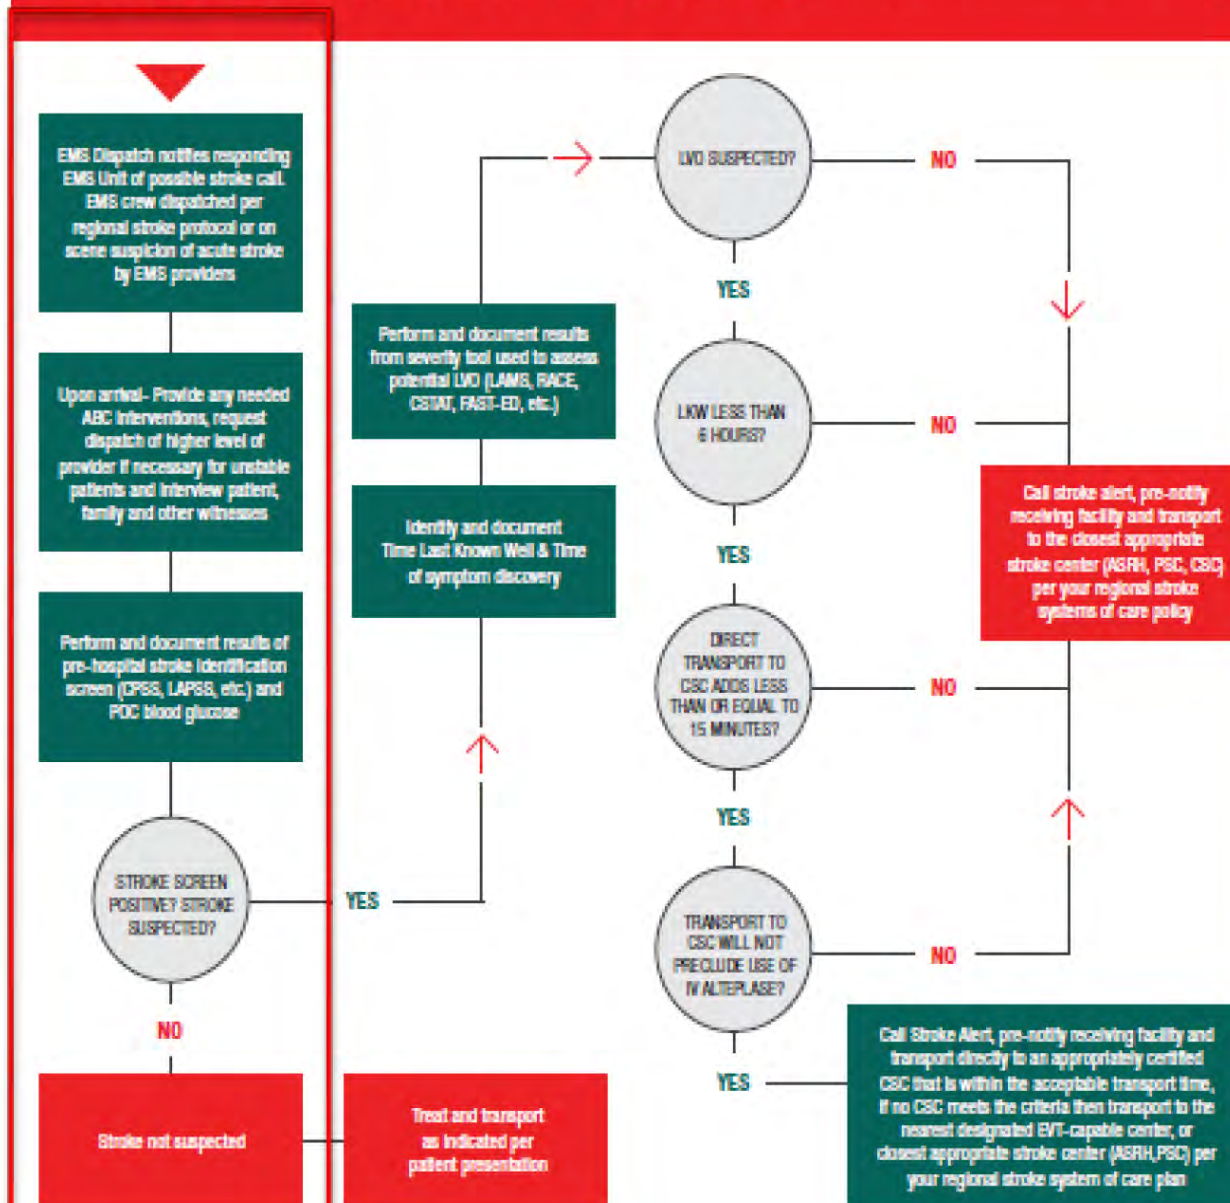 EMS Dispatch notifies responding
EMS Unit of possible stroke call.
EMS crew dispatched per
regional stroke protocol or on
scene suspicion of acute stroke
by EMS providers
Upon arrival- Provide any needed
ABC interventions, request
dispatch of higher level of
provider if necessary for unstable
patients and interview patient,
family and other witnesses
Perform and document results of
pre-hospital stroke identification
screen (CPSS, LAPSS, etc.) and
POC blood glucose
STROKE SCREEN
POSITIVE? STROKE
SUSPECTED?
NO
Stroke not suspected
Treat and transport
as indicated per
patient presentation
YES
Identify and document
Time Last Known Well & Time
of symptom discovery
Perform and document results
from severity tool used to assess
potential LVO (LAMS, RACE,
CSTAT, FAST-ED, etc.)
LVO SUSPECTED?
NO
YES
LKW LESS THAN
6 HOURS?
NO
YES
DIRECT
TRANSPORT TO
CSC ADDS LESS
THAN OR EQUAL TO
15 MINUTES?
NO
YES
TRANSPORT TO
CSC WILL NOT
PRECLUDE USE OF
IV ALTEPLASE?
NO
YES
Call stroke alert, pre-notify
receiving facility and transport
to the closest appropriate
stroke center (ASRH, PSC, CSC)
per your regional stroke
systems of care policy
Call Stroke Alert, pre-notify receiving facility and
transport directly to an appropriately certified
CSC that is within the acceptable transport time,
if no CSC meets the criteria then transport to the
nearest designated EVT-capable center, or
closest appropriate stroke center (ASRH,PSC) per
your regional stroke system of care plan